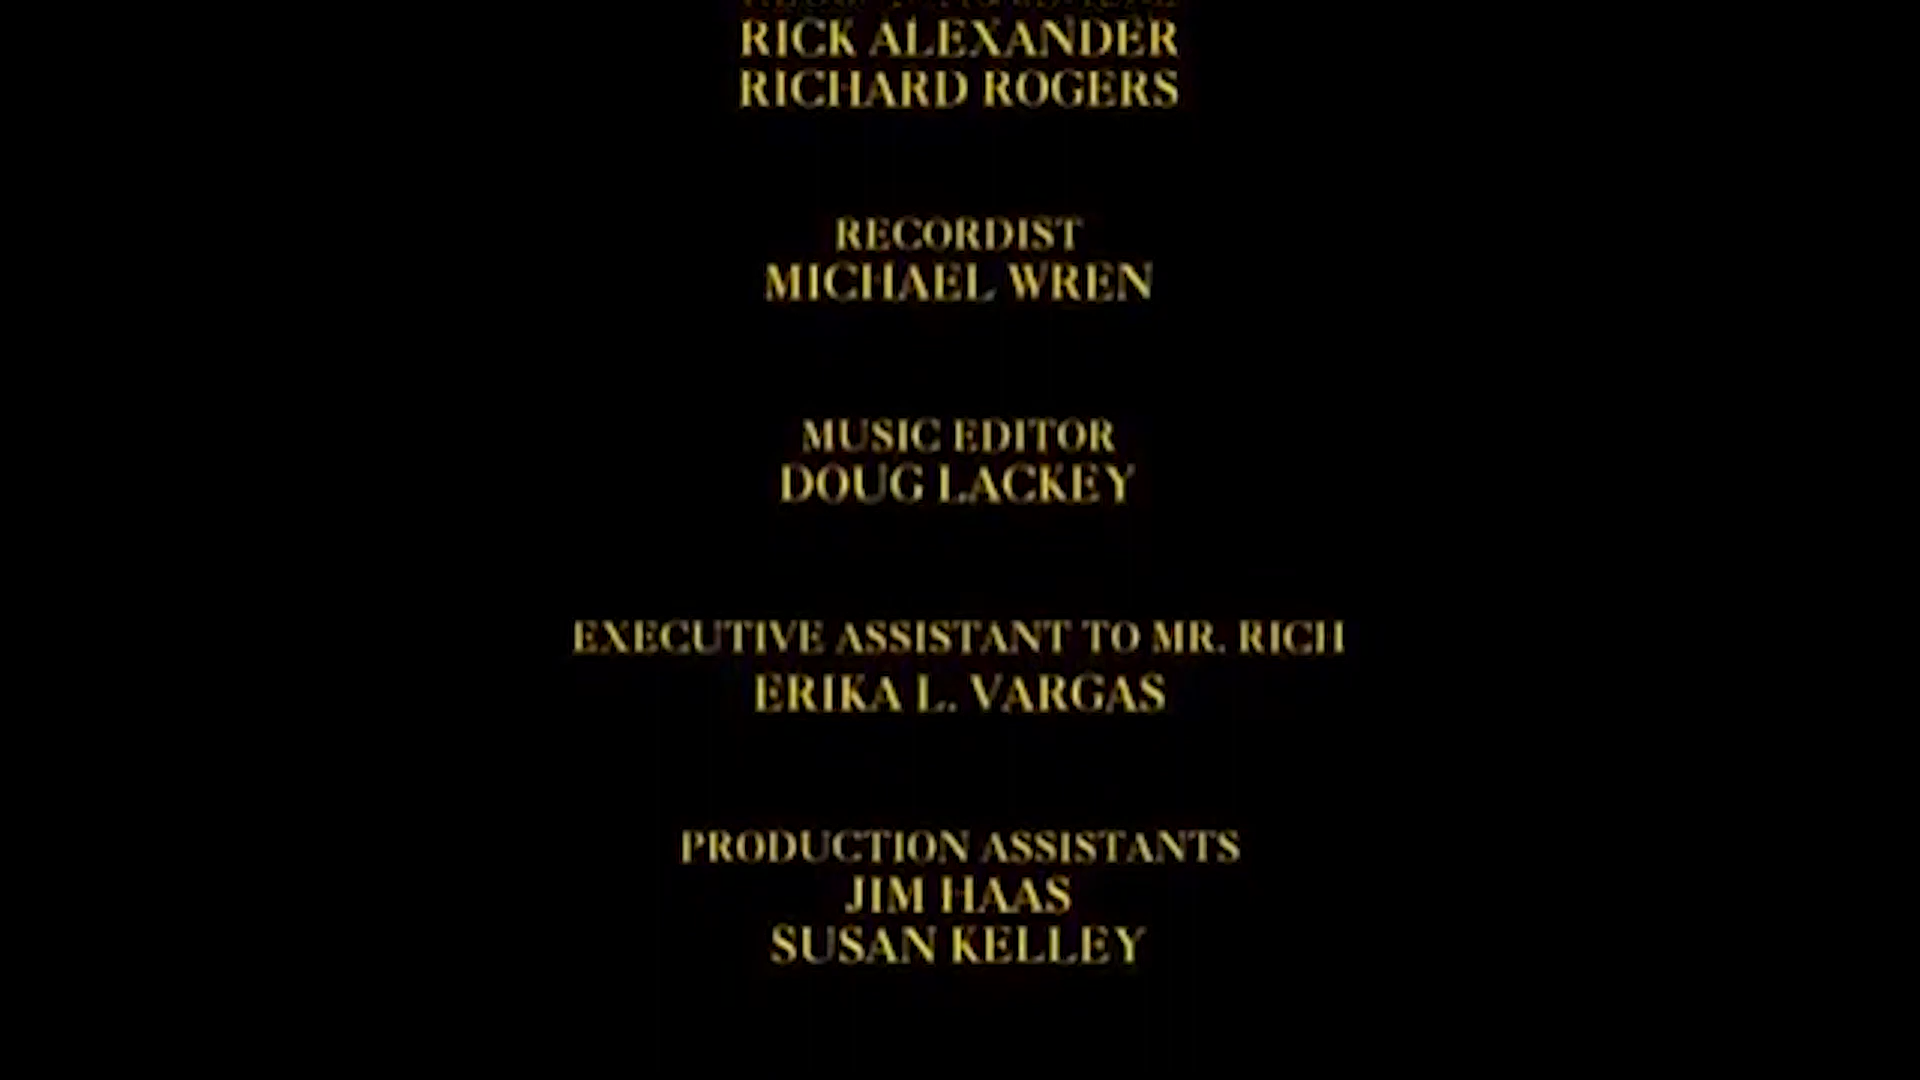 RICK ALEXANDER
RICHARD ROGERS
RECORDIST
MICHAEL WREN
MUSIC EDITOR
DOUG LACKEY
EXECUTIVE ASSISTANT TO MR. RICH
ERIKA L. VARGAS
PRODUCTION ASSISTANTS
JIM HAAS
SUSAN KELLEY